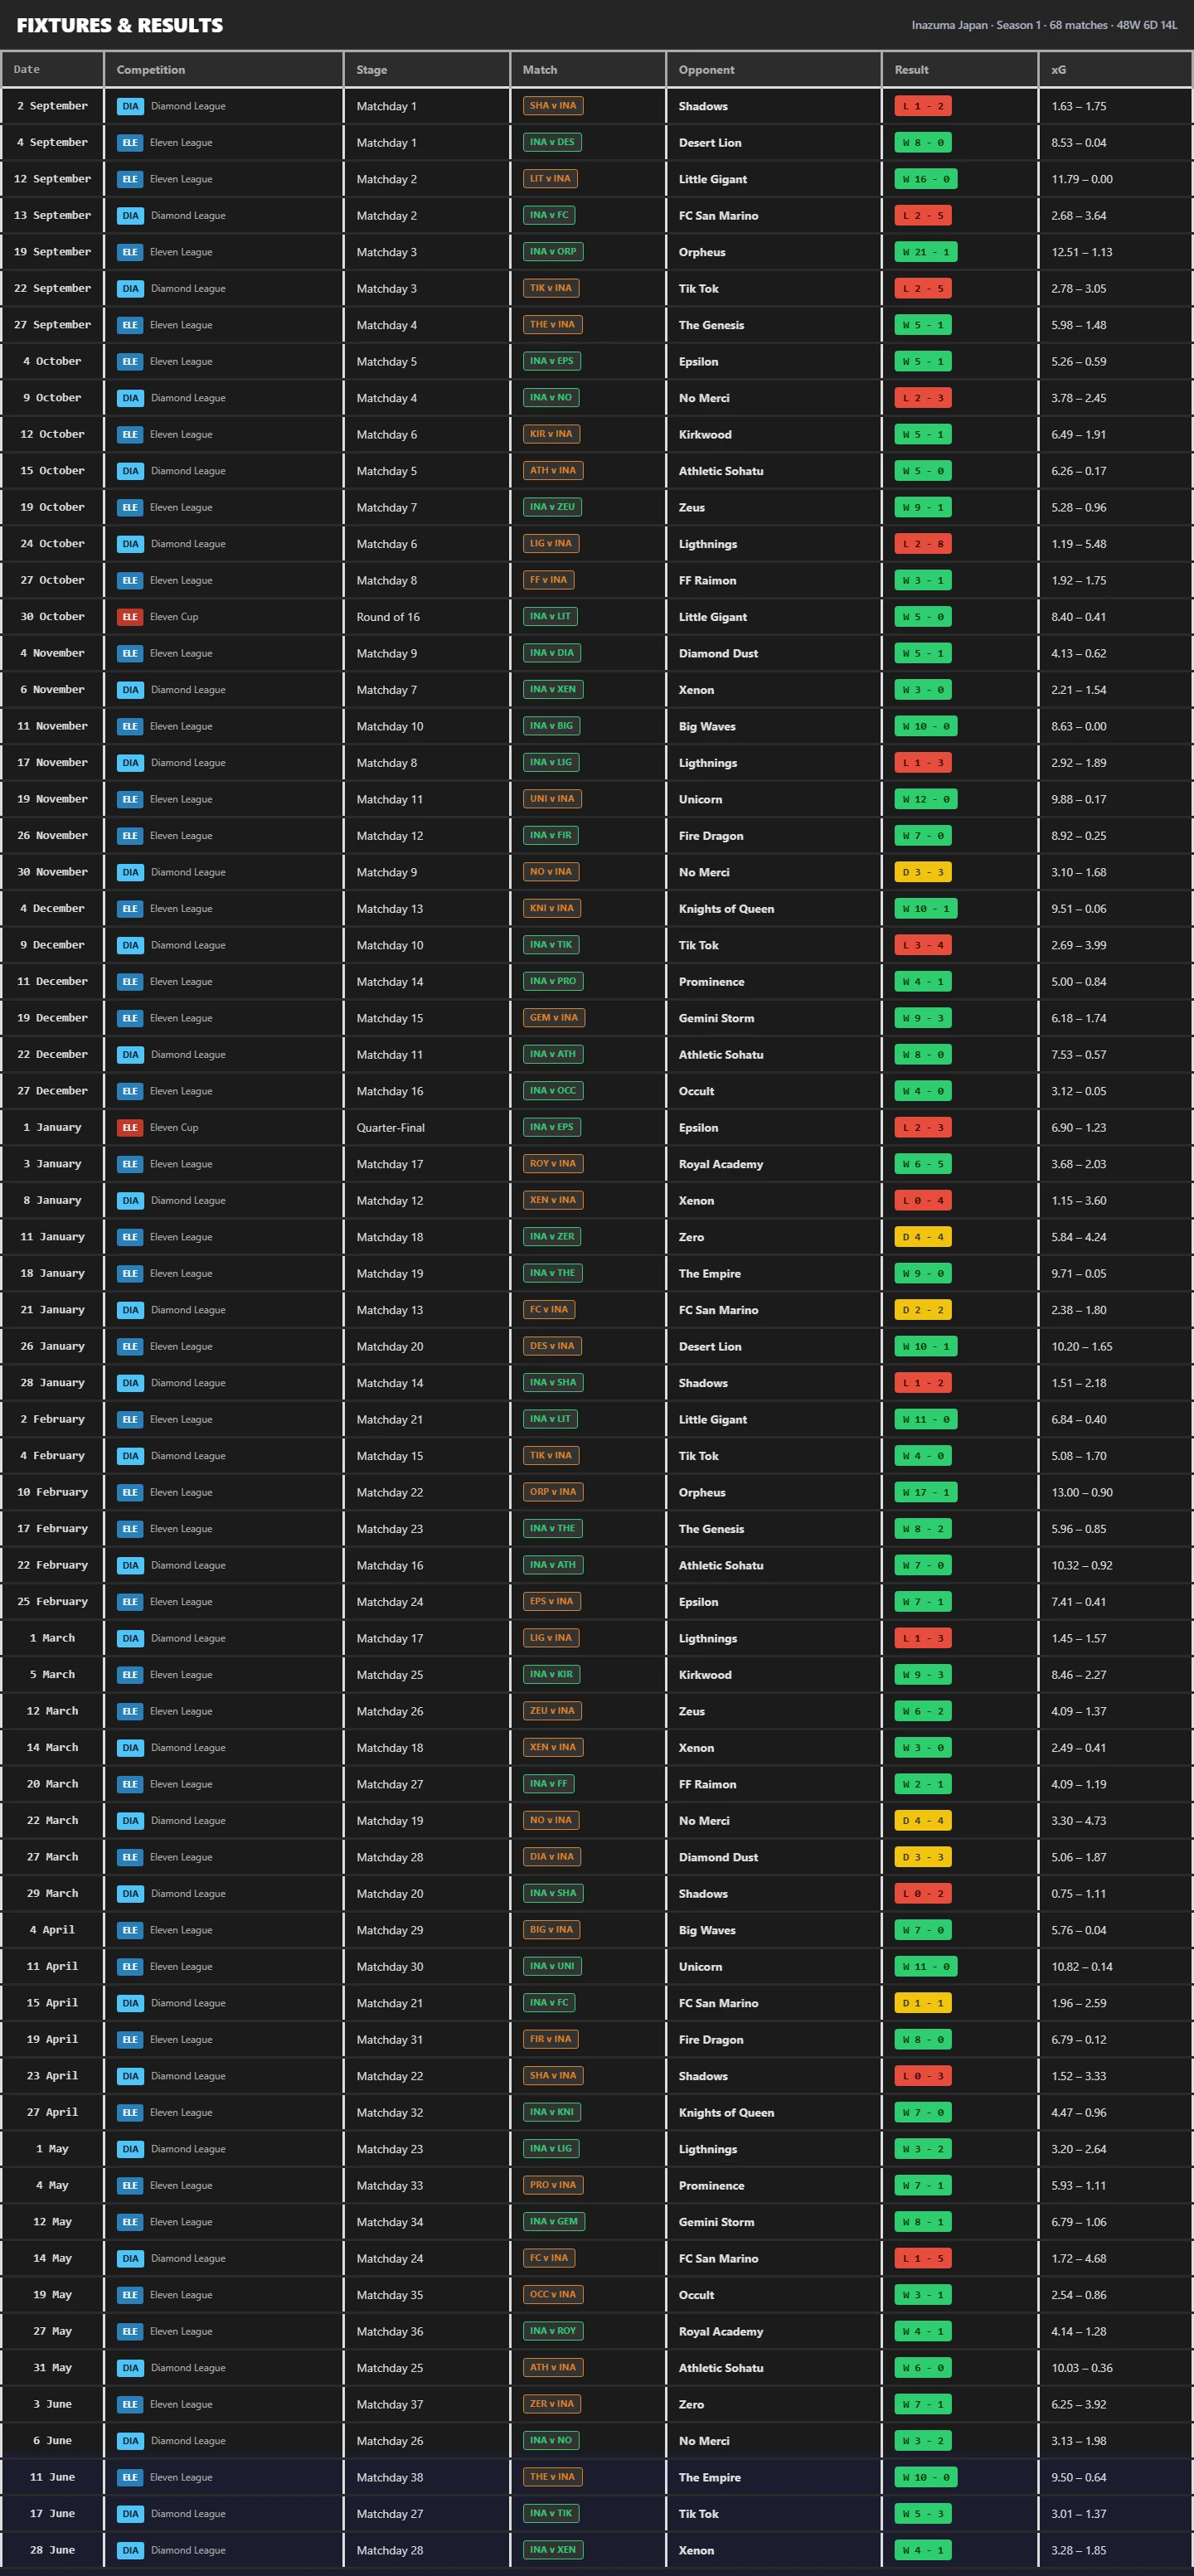 FIXTURES & RESULTS
Inazuma Japan · Season 1 · 68 matches · 48W 6D 14L
Date Competition Stage Match Opponent Result xG
2 September DIA Diamond League Matchday 1 SHA v INA Shadows L 1 - 2 1.63 – 1.75
4 September ELE Eleven League Matchday 1 INA v DES Desert Lion W 8 - 0 8.53 – 0.04
12 September ELE Eleven League Matchday 2 LIT v INA Little Gigant W 16 - 0 11.79 – 0.00
13 September DIA Diamond League Matchday 2 INA v FC FC San Marino L 2 - 5 2.68 – 3.64
19 September ELE Eleven League Matchday 3 INA v ORP Orpheus W 21 - 1 12.51 – 1.13
22 September DIA Diamond League Matchday 3 TIK v INA Tik Tok L 2 - 5 2.78 – 3.05
27 September ELE Eleven League Matchday 4 THE v INA The Genesis W 5 - 1 5.98 – 1.48
4 October ELE Eleven League Matchday 5 INA v EPS Epsilon W 5 - 1 5.26 – 0.59
9 October DIA Diamond League Matchday 4 INA v NO No Merci L 2 - 3 3.78 – 2.45
12 October ELE Eleven League Matchday 6 KIR v INA Kirkwood W 5 - 1 6.49 – 1.91
15 October DIA Diamond League Matchday 5 ATH v INA Athletic Sohatu W 5 - 0 6.26 – 0.17
19 October ELE Eleven League Matchday 7 INA v ZEU Zeus W 9 - 1 5.28 – 0.96
24 October DIA Diamond League Matchday 6 LIG v INA Ligthnings L 2 - 8 1.19 – 5.48
27 October ELE Eleven League Matchday 8 FF v INA FF Raimon W 3 - 1 1.92 – 1.75
30 October ELE Eleven Cup Round of 16 INA v LIT Little Gigant W 5 - 0 8.40 – 0.41
4 November ELE Eleven League Matchday 9 INA v DIA Diamond Dust W 5 - 1 4.13 – 0.62
6 November DIA Diamond League Matchday 7 INA v XEN Xenon W 3 - 0 2.21 – 1.54
11 November ELE Eleven League Matchday 10 INA v BIG Big Waves W 10 - 0 8.63 – 0.00
17 November DIA Diamond League Matchday 8 INA v LIG Ligthnings L 1 - 3 2.92 – 1.89
19 November ELE Eleven League Matchday 11 UNI v INA Unicorn W 12 - 0 9.88 – 0.17
26 November ELE Eleven League Matchday 12 INA v FIR Fire Dragon W 7 - 0 8.92 – 0.25
30 November DIA Diamond League Matchday 9 NO v INA No Merci D 3 - 3 3.10 – 1.68
4 December ELE Eleven League Matchday 13 KNI v INA Knights of Queen W 10 - 1 9.51 – 0.06
9 December DIA Diamond League Matchday 10 INA v TIK Tik Tok L 3 - 4 2.69 – 3.99
11 December ELE Eleven League Matchday 14 INA v PRO Prominence W 4 - 1 5.00 – 0.84
19 December ELE Eleven League Matchday 15 GEM v INA Gemini Storm W 9 - 3 6.18 – 1.74
22 December DIA Diamond League Matchday 11 INA v ATH Athletic Sohatu W 8 - 0 7.53 – 0.57
27 December ELE Eleven League Matchday 16 INA v OCC Occult W 4 - 0 3.12 – 0.05
1 January ELE Eleven Cup Quarter-Final INA v EPS Epsilon L 2 - 3 6.90 – 1.23
3 January ELE Eleven League Matchday 17 ROY v INA Royal Academy W 6 - 5 3.68 – 2.03
8 January DIA Diamond League Matchday 12 XEN v INA Xenon L 0 - 4 1.15 – 3.60
11 January ELE Eleven League Matchday 18 INA v ZER Zero D 4 - 4 5.84 – 4.24
18 January ELE Eleven League Matchday 19 INA v THE The Empire W 9 - 0 9.71 – 0.05
21 January DIA Diamond League Matchday 13 FC v INA FC San Marino D 2 - 2 2.38 – 1.80
26 January ELE Eleven League Matchday 20 DES v INA Desert Lion W 10 - 1 10.20 – 1.65
28 January DIA Diamond League Matchday 14 INA v SHA Shadows L 1 - 2 1.51 – 2.18
2 February ELE Eleven League Matchday 21 INA v LIT Little Gigant W 11 - 0 6.84 – 0.40
4 February DIA Diamond League Matchday 15 TIK v INA Tik Tok W 4 - 0 5.08 – 1.70
10 February ELE Eleven League Matchday 22 ORP v INA Orpheus W 17 - 1 13.00 – 0.90
17 February ELE Eleven League Matchday 23 INA v THE The Genesis W 8 - 2 5.96 – 0.85
22 February DIA Diamond League Matchday 16 INA v ATH Athletic Sohatu W 7 - 0 10.32 – 0.92
25 February ELE Eleven League Matchday 24 EPS v INA Epsilon W 7 - 1 7.41 – 0.41
1 March DIA Diamond League Matchday 17 LIG v INA Ligthnings L 1 - 3 1.45 – 1.57
5 March ELE Eleven League Matchday 25 INA v KIR Kirkwood W 9 - 3 8.46 – 2.27
12 March ELE Eleven League Matchday 26 ZEU v INA Zeus W 6 - 2 4.09 – 1.37
14 March DIA Diamond League Matchday 18 XEN v INA Xenon W 3 - 0 2.49 – 0.41
20 March ELE Eleven League Matchday 27 INA v FF FF Raimon W 2 - 1 4.09 – 1.19
22 March DIA Diamond League Matchday 19 NO v INA No Merci D 4 - 4 3.30 – 4.73
27 March ELE Eleven League Matchday 28 DIA v INA Diamond Dust D 3 - 3 5.06 – 1.87
29 March DIA Diamond League Matchday 20 INA v SHA Shadows L 0 - 2 0.75 – 1.11
4 April ELE Eleven League Matchday 29 BIG v INA Big Waves W 7 - 0 5.76 – 0.04
11 April ELE Eleven League Matchday 30 INA v UNI Unicorn W 11 - 0 10.82 – 0.14
15 April DIA Diamond League Matchday 21 INA v FC FC San Marino D 1 - 1 1.96 – 2.59
19 April ELE Eleven League Matchday 31 FIR v INA Fire Dragon W 8 - 0 6.79 – 0.12
23 April DIA Diamond League Matchday 22 SHA v INA Shadows L 0 - 3 1.52 – 3.33
27 April ELE Eleven League Matchday 32 INA v KNI Knights of Queen W 7 - 0 4.47 – 0.96
1 May DIA Diamond League Matchday 23 INA v LIG Ligthnings W 3 - 2 3.20 – 2.64
4 May ELE Eleven League Matchday 33 PRO v INA Prominence W 7 - 1 5.93 – 1.11
12 May ELE Eleven League Matchday 34 INA v GEM Gemini Storm W 8 - 1 6.79 – 1.06
14 May DIA Diamond League Matchday 24 FC v INA FC San Marino L 1 - 5 1.72 – 4.68
19 May ELE Eleven League Matchday 35 OCC v INA Occult W 3 - 1 2.54 – 0.86
27 May ELE Eleven League Matchday 36 INA v ROY Royal Academy W 4 - 1 4.14 – 1.28
31 May DIA Diamond League Matchday 25 ATH v INA Athletic Sohatu W 6 - 0 10.03 – 0.36
3 June ELE Eleven League Matchday 37 ZER v INA Zero W 7 - 1 6.25 – 3.92
6 June DIA Diamond League Matchday 26 INA v NO No Merci W 3 - 2 3.13 – 1.98
11 June ELE Eleven League Matchday 38 THE v INA The Empire W 10 - 0 9.50 – 0.64
17 June DIA Diamond League Matchday 27 INA v TIK Tik Tok W 5 - 3 3.01 – 1.37
28 June DIA Diamond League Matchday 28 INA v XEN Xenon W 4 - 1 3.28 – 1.85